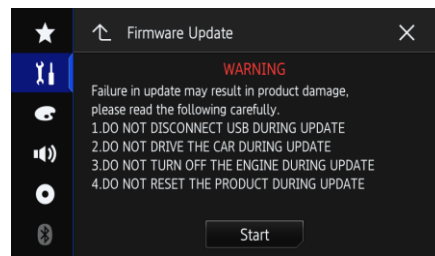 Firmware Update
WARNING
Failure in update may result in product damage,
please read the following carefully.
1.DO NOT DISCONNECT USB DURING UPDATE
2.DO NOT DRIVE THE CAR DURING UPDATE
3.DO NOT TURN OFF THE ENGINE DURING UPDATE
4.DO NOT RESET THE PRODUCT DURING UPDATE
Start